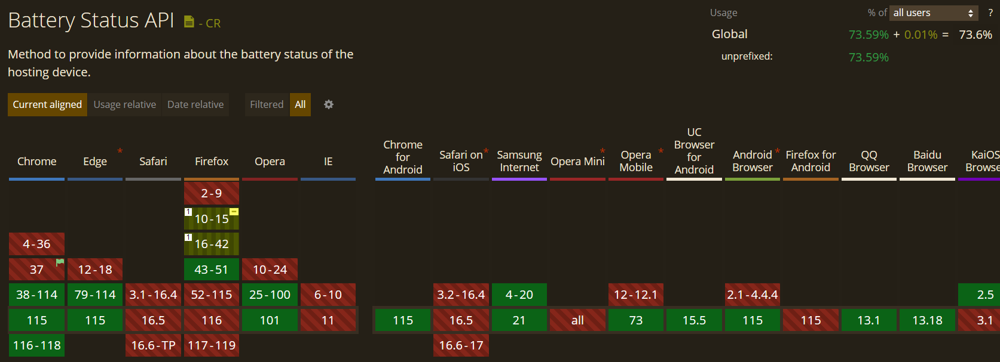 Battery Status API - CR
Usage % of all users ?
Global 73.59% + 0.01% = 73.6%
unprefixed: 73.59%
Method to provide information about the battery status of the
hosting device.
Current aligned Usage relative Date relative Filtered All
Chrome Edge * Safari Firefox Opera IE
Chrome for Android
Safari on iOS *
Samsung Internet
Opera Mini *
Opera Mobile *
UC Browser for Android
Android Browser *
Firefox for Android
QQ Browser
Baidu Browser
KaiOS
2-9
1 10-15 -
1 16-42
4-36
37 12-18 43-51 10-24
38-114 79-114 3.1-16.4 52-115 25-100 6-10 3.2-16.4 4-20 12-12.1 2.1-4.4.4 2.5
115 115 16.5 116 101 11 115 16.5 21 all 73 15.5 115 115 13.1 13.18 3.1
116-118 16.6-TP 117-119 16.6-17